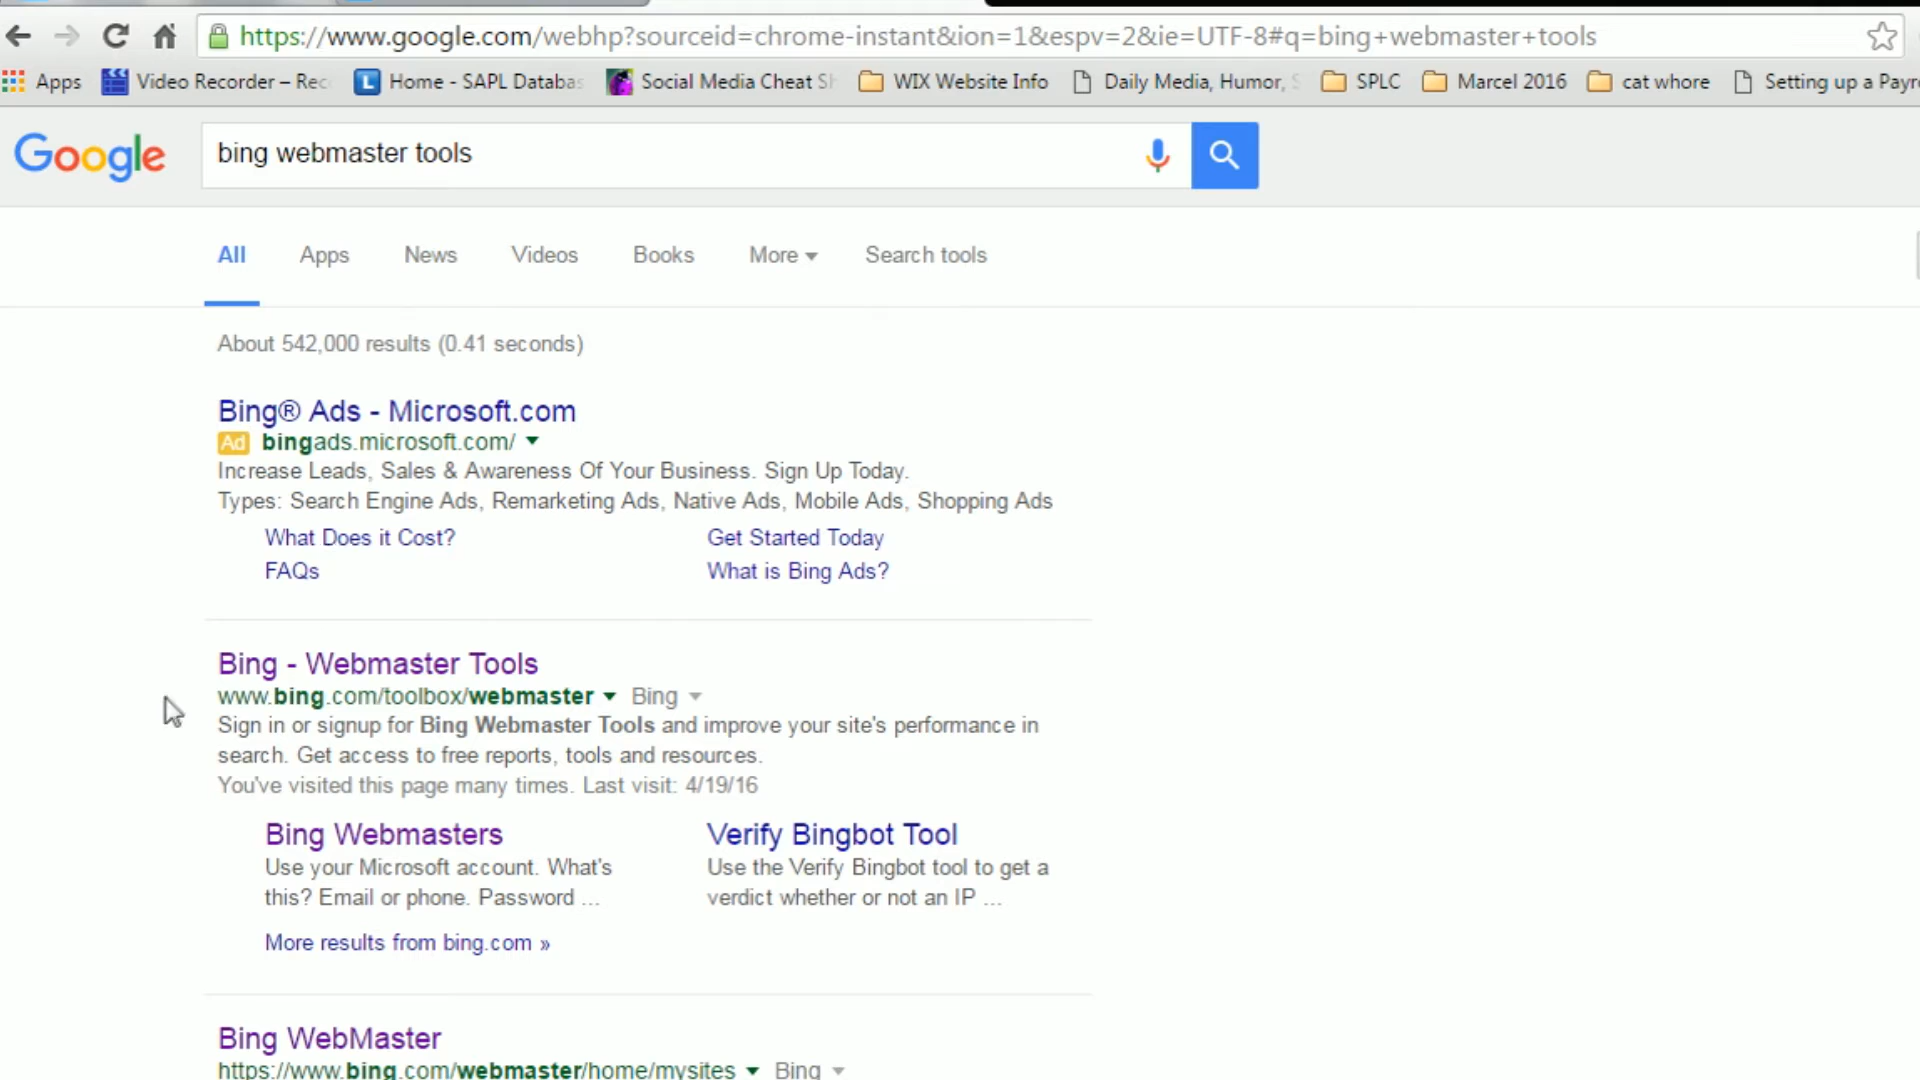 https://www.google.com/webhp?sourceid=chrome-instant&ion=1&espv=2&ie=UTF-8#q=bing+webmaster+tools
Apps Video Recorder – Rec Home - SAPL Databas Social Media Cheat Sh WIX Website Info Daily Media, Humor, S SPLC Marcel 2016 cat whore Setting up a Payr
Google bing webmaster tools
All Apps News Videos Books More Search tools
About 542,000 results (0.41 seconds)
Bing® Ads - Microsoft.com
Ad bingads.microsoft.com/
Increase Leads, Sales & Awareness Of Your Business. Sign Up Today.
Types: Search Engine Ads, Remarketing Ads, Native Ads, Mobile Ads, Shopping Ads
What Does it Cost? Get Started Today
FAQs What is Bing Ads?
Bing - Webmaster Tools
www.bing.com/toolbox/webmaster Bing
Sign in or signup for Bing Webmaster Tools and improve your site's performance in
search. Get access to free reports, tools and resources.
You've visited this page many times. Last visit: 4/19/16
Bing Webmasters Verify Bingbot Tool
Use your Microsoft account. What's Use the Verify Bingbot tool to get a
this? Email or phone. Password ... verdict whether or not an IP ...
More results from bing.com »
Bing WebMaster
https://www.bing.com/webmaster/home/mysites Bing